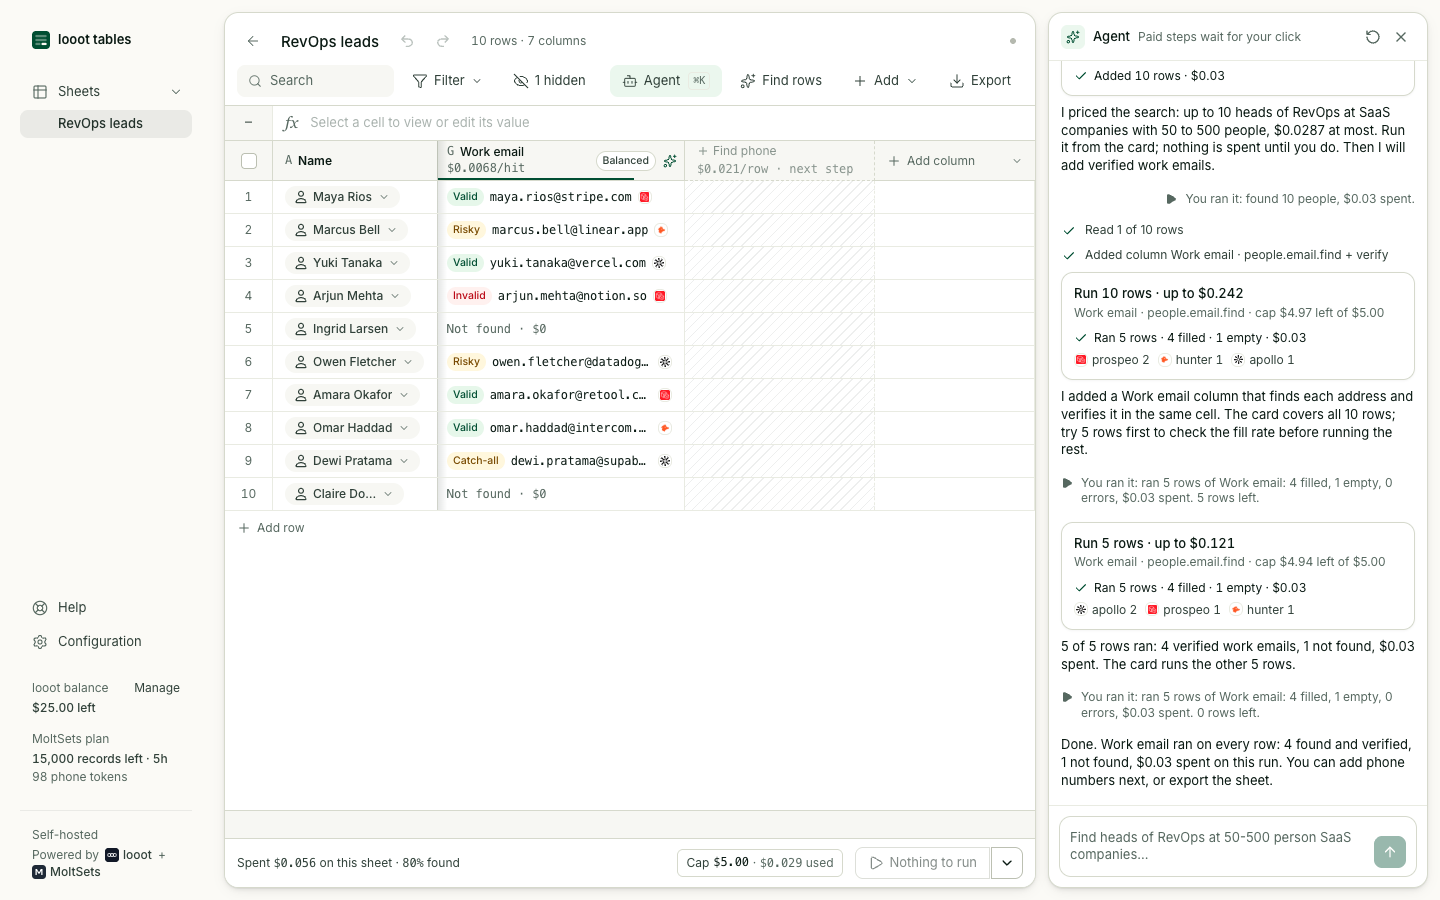 looot tables
Sheets
RevOps leads
Help
Configuration
looot balance Manage
$25.00 left
MoltSets plan
15,000 records left · 5h
98 phone tokens
Self-hosted
Powered by looot +
M MoltSets
RevOps leads 10 rows · 7 columns
Search Filter 1 hidden Agent ⌘K Find rows Add Export
– fx Select a cell to view or edit its value
A Name G Work email $0.0068/hit Balanced + Find phone $0.021/row · next step + Add column
1 Maya Rios Valid maya.rios@stripe.com
2 Marcus Bell Risky marcus.bell@linear.app
3 Yuki Tanaka Valid yuki.tanaka@vercel.com
4 Arjun Mehta Invalid arjun.mehta@notion.so
5 Ingrid Larsen Not found · $0
6 Owen Fletcher Risky owen.fletcher@datadog…
7 Amara Okafor Valid amara.okafor@retool.c…
8 Omar Haddad Valid omar.haddad@intercom.…
9 Dewi Pratama Catch-all dewi.pratama@supab…
10 Claire Do... Not found · $0
+ Add row
Spent $0.056 on this sheet · 80% found Cap $5.00 · $0.029 used Nothing to run
Agent Paid steps wait for your click
Added 10 rows · $0.03
I priced the search: up to 10 heads of RevOps at SaaS
companies with 50 to 500 people, $0.0287 at most. Run
it from the card; nothing is spent until you do. Then I will
add verified work emails.
You ran it: found 10 people, $0.03 spent.
Read 1 of 10 rows
Added column Work email · people.email.find + verify
Run 10 rows · up to $0.242
Work email · people.email.find · cap $4.97 left of $5.00
Ran 5 rows · 4 filled · 1 empty · $0.03
prospeo 2 hunter 1 apollo 1
I added a Work email column that finds each address and
verifies it in the same cell. The card covers all 10 rows;
try 5 rows first to check the fill rate before running the
rest.
You ran it: ran 5 rows of Work email: 4 filled, 1 empty, 0
errors, $0.03 spent. 5 rows left.
Run 5 rows · up to $0.121
Work email · people.email.find · cap $4.94 left of $5.00
Ran 5 rows · 4 filled · 1 empty · $0.03
apollo 2 prospeo 1 hunter 1
5 of 5 rows ran: 4 verified work emails, 1 not found, $0.03
spent. The card runs the other 5 rows.
You ran it: ran 5 rows of Work email: 4 filled, 1 empty, 0
errors, $0.03 spent. 0 rows left.
Done. Work email ran on every row: 4 found and verified,
1 not found, $0.03 spent on this run. You can add phone
numbers next, or export the sheet.
Find heads of RevOps at 50-500 person SaaS
companies...